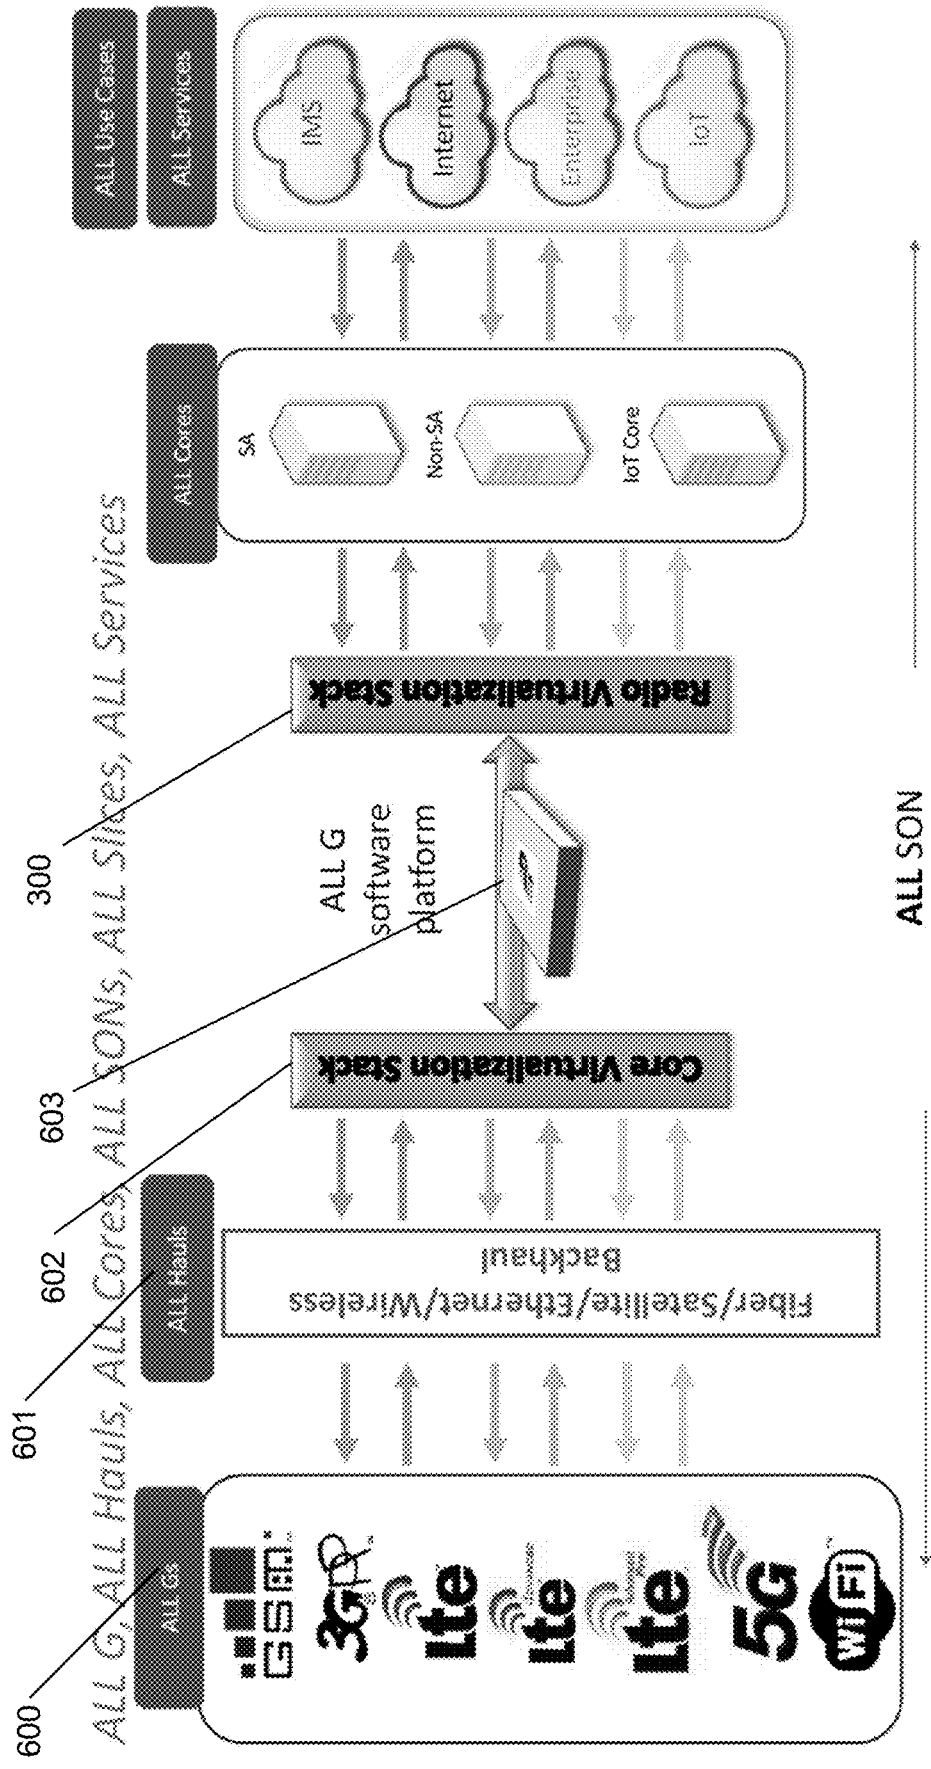 ALL G, ALL Hauls, ALL Cores, ALL SONs, ALL Slices, ALL Services
600
601
602
603
300
ALL Gs
ALL Hauls
ALL Cores
ALL Use Cases
ALL Services
GSM
3GPP
LTE
LTE
LTE
5G
Wi Fi
Fiber/Satellite/Ethernet/Wireless
Backhaul
Core Virtualization Stack
ALL G
software
platform
Radio Virtualization Stack
SA
Non-SA
IoT Core
IMS
Internet
Enterprise
IoT
ALL SON